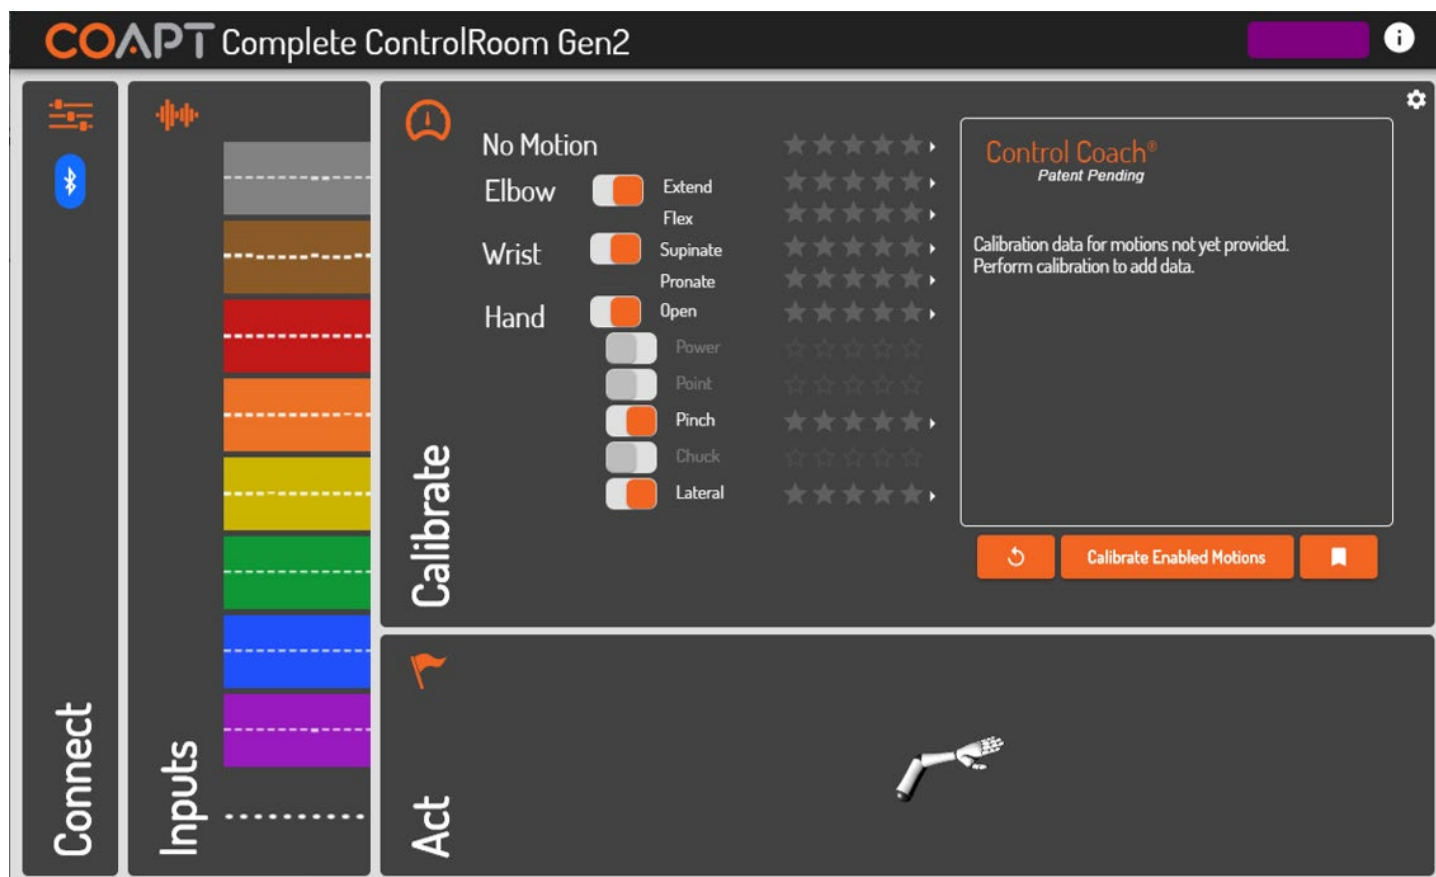 COAPT Complete ControlRoom Gen2
Connect
Inputs
Calibrate
No Motion
Elbow
Extend
Flex
Wrist
Supinate
Pronate
Hand
Open
Power
Point
Pinch
Chuck
Lateral
Control Coach®
Patent Pending
Calibration data for motions not yet provided.
Perform calibration to add data.
Calibrate Enabled Motions
Act